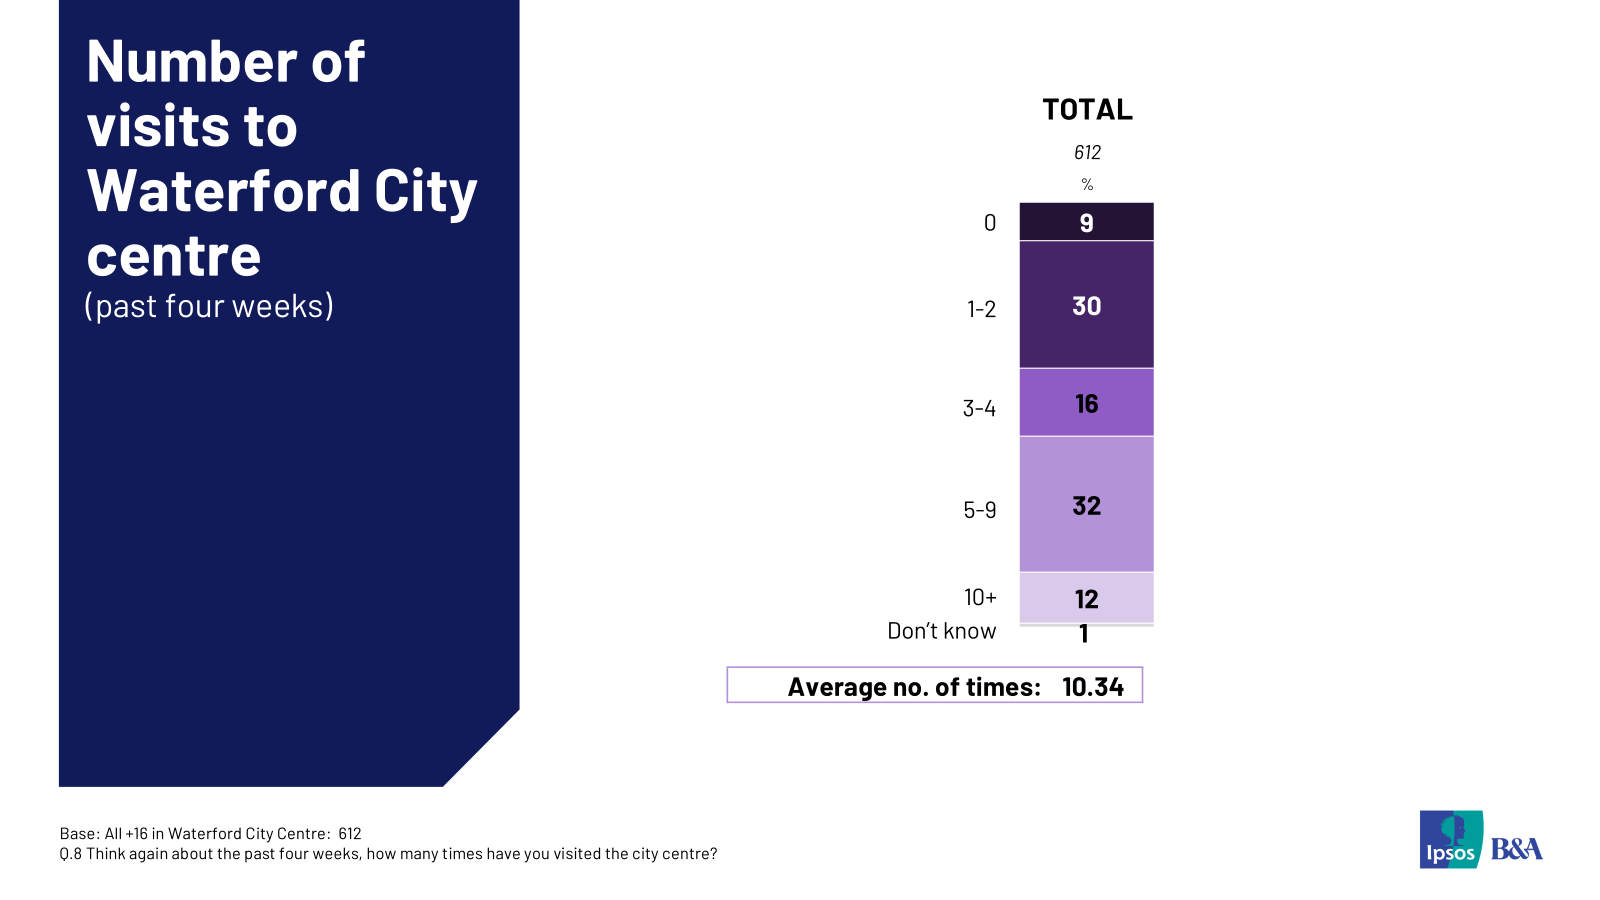 Number of
visits to
Waterford City
centre
(past four weeks)
TOTAL
612
%
0 9
1-2 30
3-4 16
5-9 32
10+ 12
Don’t know 1
Average no. of times: 10.34
Base: All +16 in Waterford City Centre: 612
Q.8 Think again about the past four weeks, how many times have you visited the city centre?
Ipsos B&A